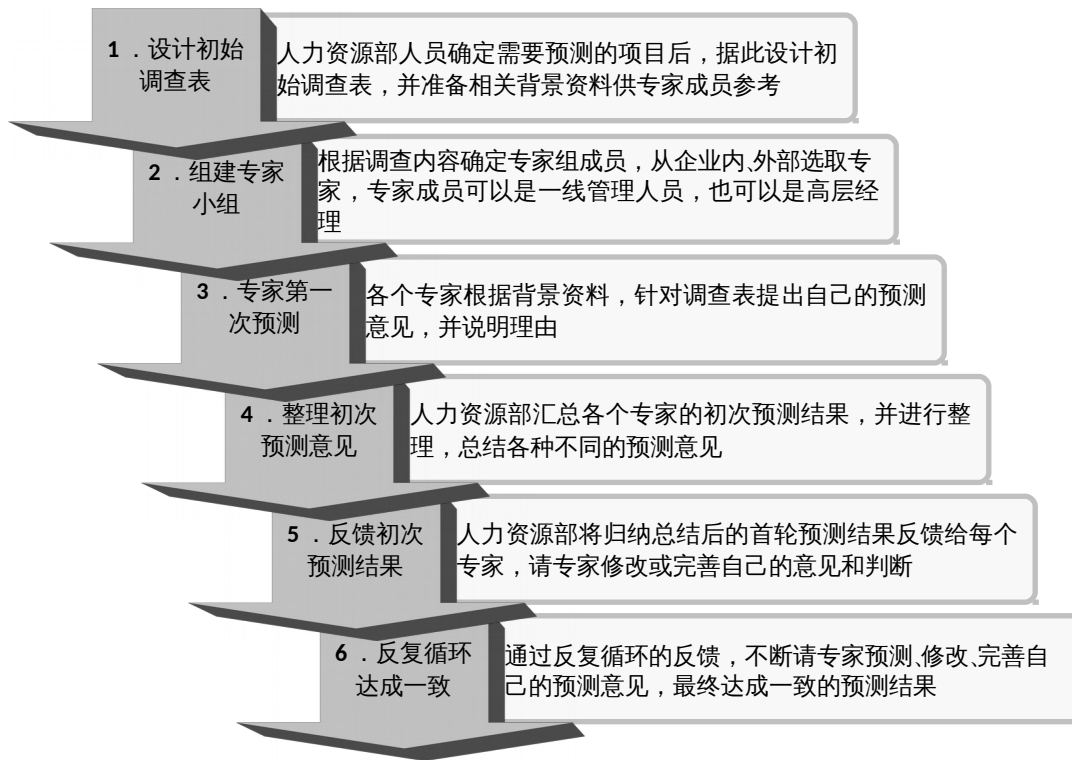 1．设计初始
调查表
人力资源部人员确定需要预测的项目后，据此设计初
始调查表，并准备相关背景资料供专家成员参考
2．组建专家
小组
根据调查内容确定专家组成员，从企业内、外部选取专
家，专家成员可以是一线管理人员，也可以是高层经
理
3．专家第一
次预测
各个专家根据背景资料，针对调查表提出自己的预测
意见，并说明理由
4．整理初次
预测意见
人力资源部汇总各个专家的初次预测结果，并进行整
理，总结各种不同的预测意见
5．反馈初次
预测结果
人力资源部将归纳总结后的首轮预测结果反馈给每个
专家，请专家修改或完善自己的意见和判断
6．反复循环
达成一致
通过反复循环的反馈，不断请专家预测、修改、完善自
己的预测意见，最终达成一致的预测结果